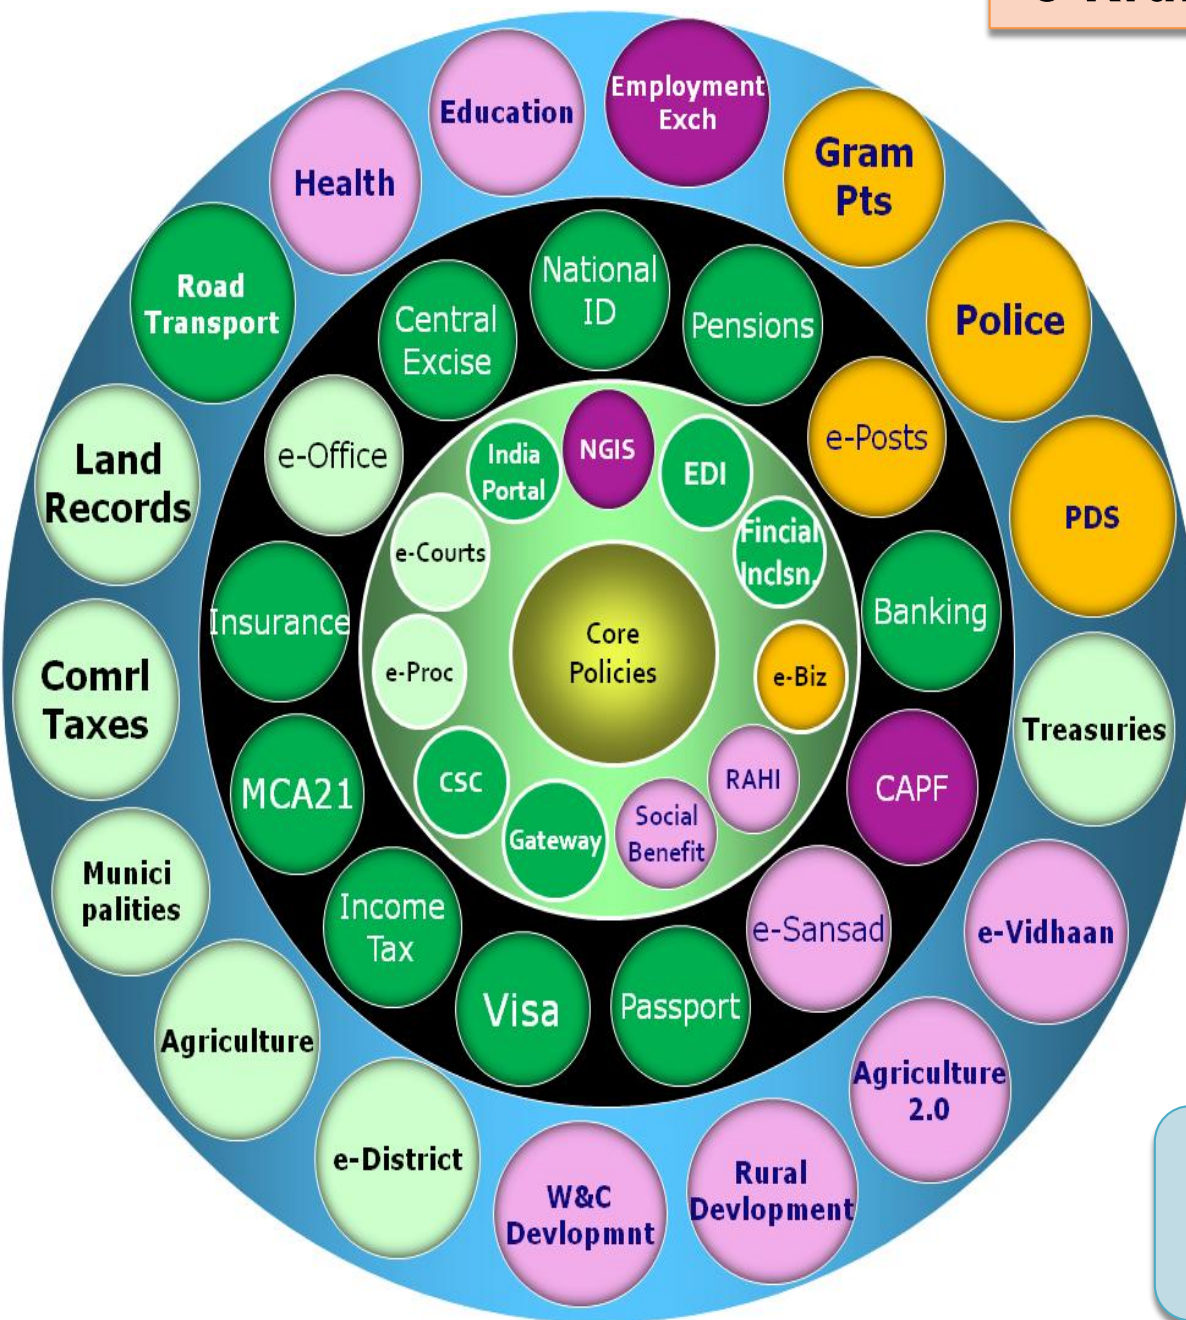 Education
Employment
Exch
Gram
Pts
Health
Police
Road
Transport
PDS
Land
Records
Treasuries
Comrl
Taxes
e-Vidhaan
Munici
palities
Agriculture
2.0
Agriculture
Rural
Devlopment
e-District
W&C
Devlopmnt
National
ID
Pensions
Central
Excise
e-Posts
e-Office
Banking
Insurance
CAPF
MCA21
e-Sansad
Income
Tax
Passport
Visa
NGIS
EDI
India
Portal
Fincial
Inclsn.
e-Courts
e-Biz
e-Proc
RAHI
CSC
Social
Benefit
Gateway
Core
Policies